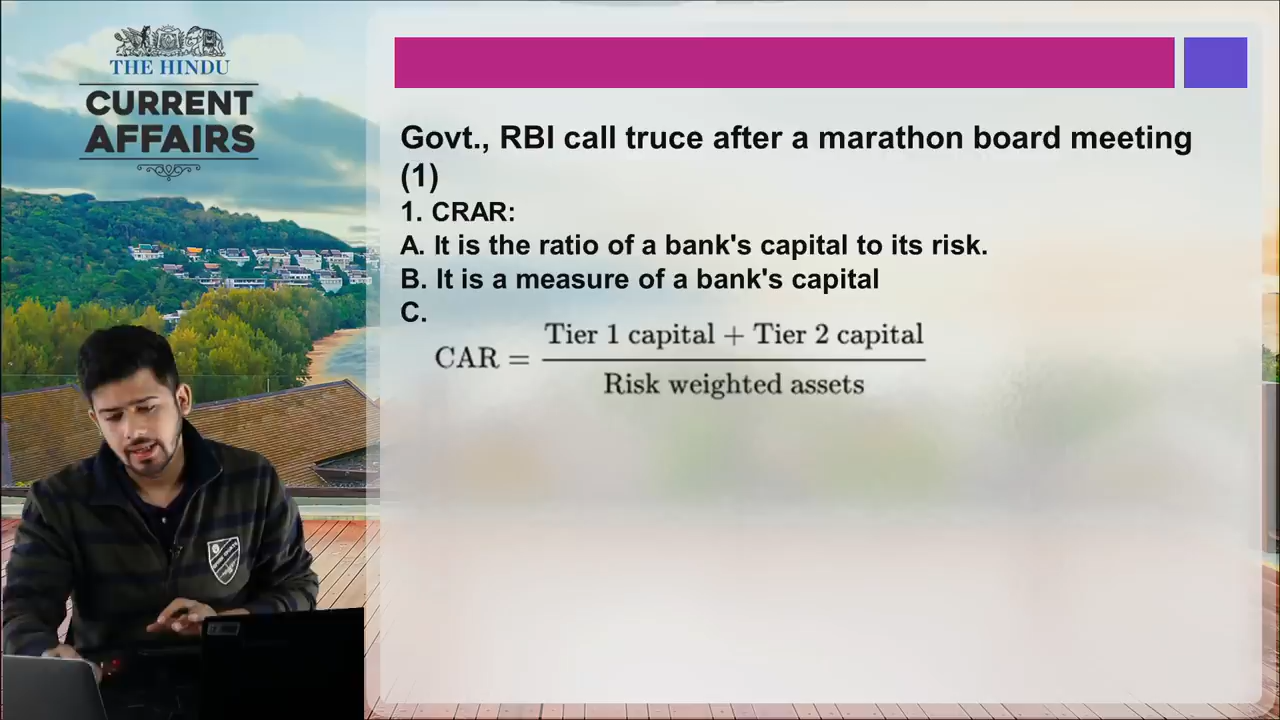 THE HINDU
CURRENT
AFFAIRS
Govt., RBI call truce after a marathon board meeting
(1)
1. CRAR:
A. It is the ratio of a bank's capital to its risk.
B. It is a measure of a bank's capital
C.
CAR = Tier 1 capital + Tier 2 capital
Risk weighted assets